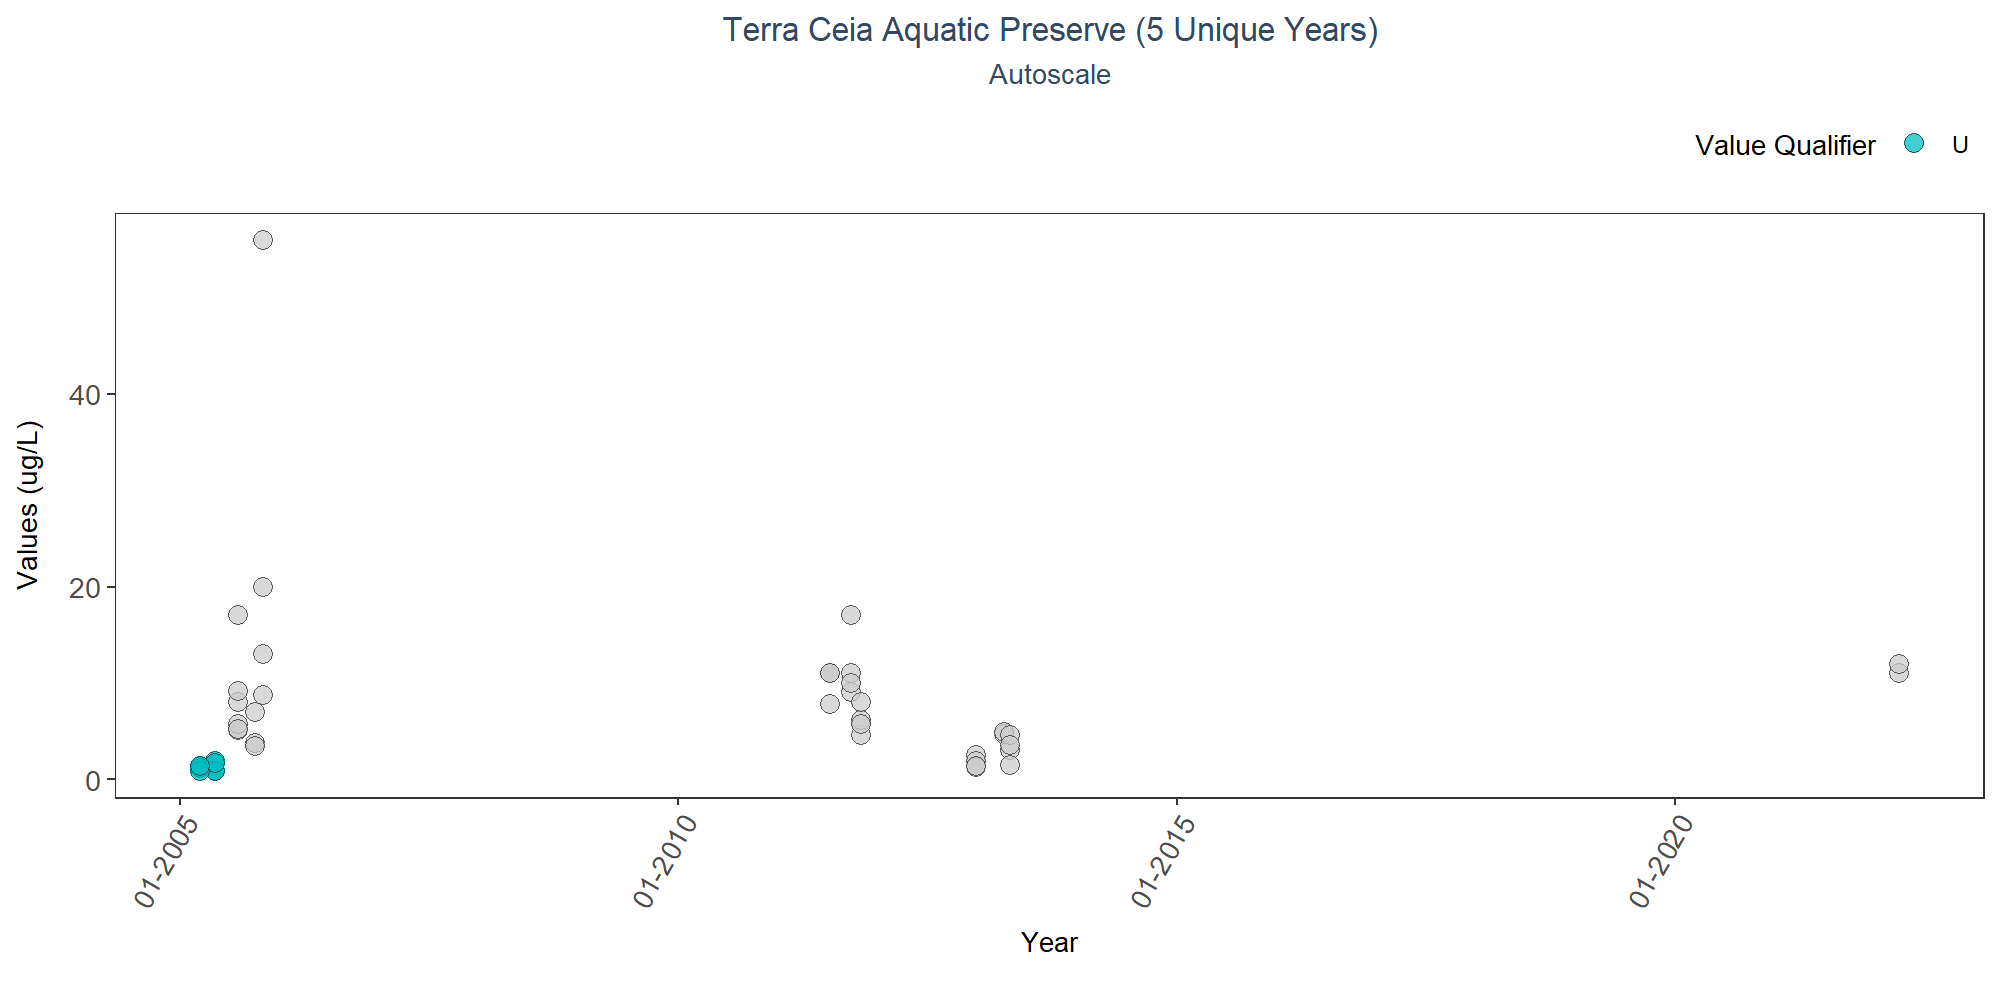 Terra Ceia Aquatic Preserve (5 Unique Years)
Autoscale
Value Qualifier U
Values (ug/L)
40
20
0
01-2005 01-2010 01-2015 01-2020
Year